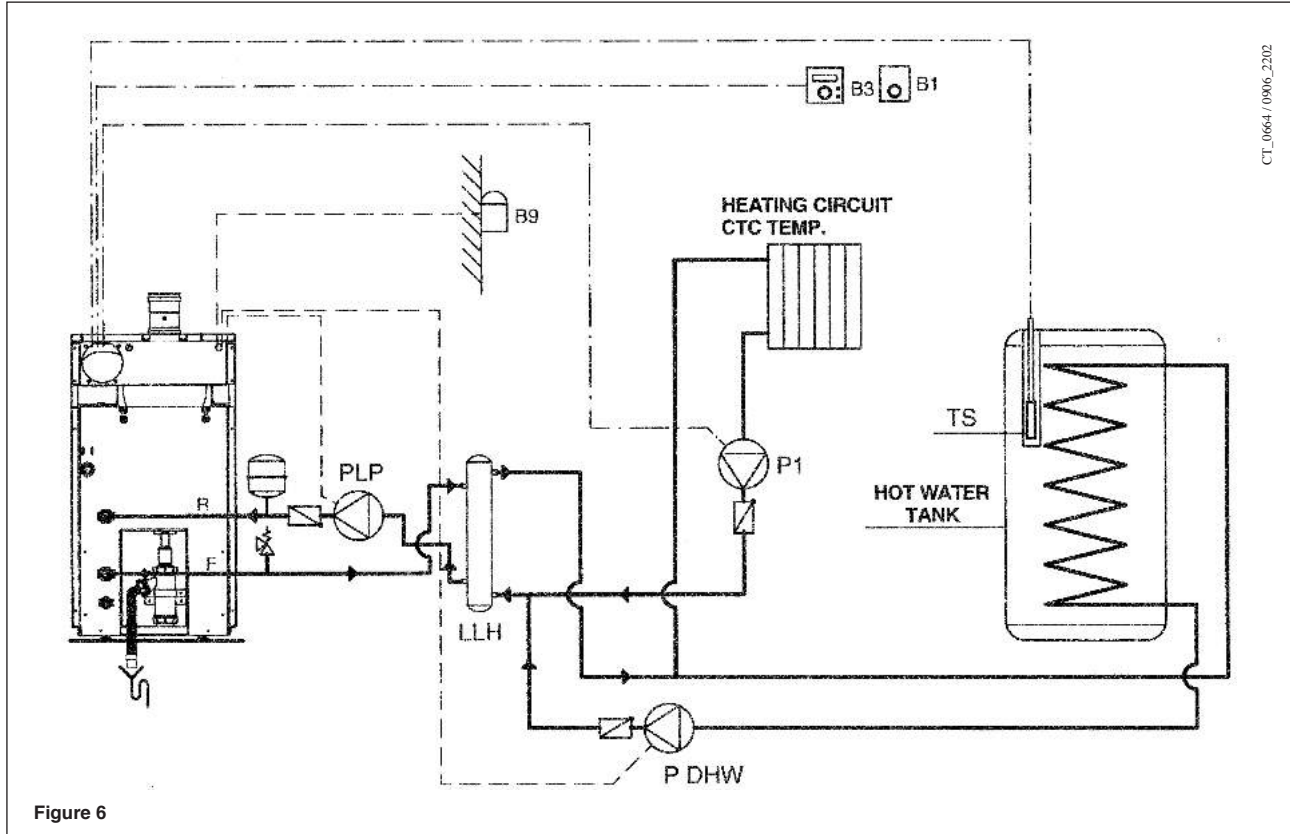 CT_0664 / 0906_2202
B3
B1
B9
HEATING CIRCUIT
CTC TEMP.
PLP
P1
TS
R
F
HOT WATER
TANK
LLH
P DHW
Figure 6